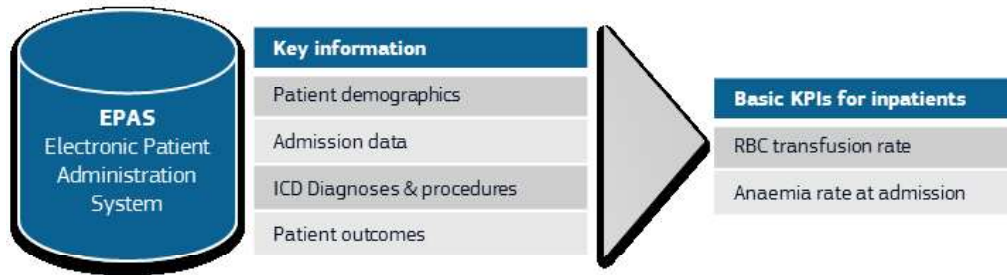 EPAS
Electronic Patient
Administration
System
Key information
Patient demographics
Admission data
ICD Diagnoses & procedures
Patient outcomes
Basic KPIs for inpatients
RBC transfusion rate
Anaemia rate at admission